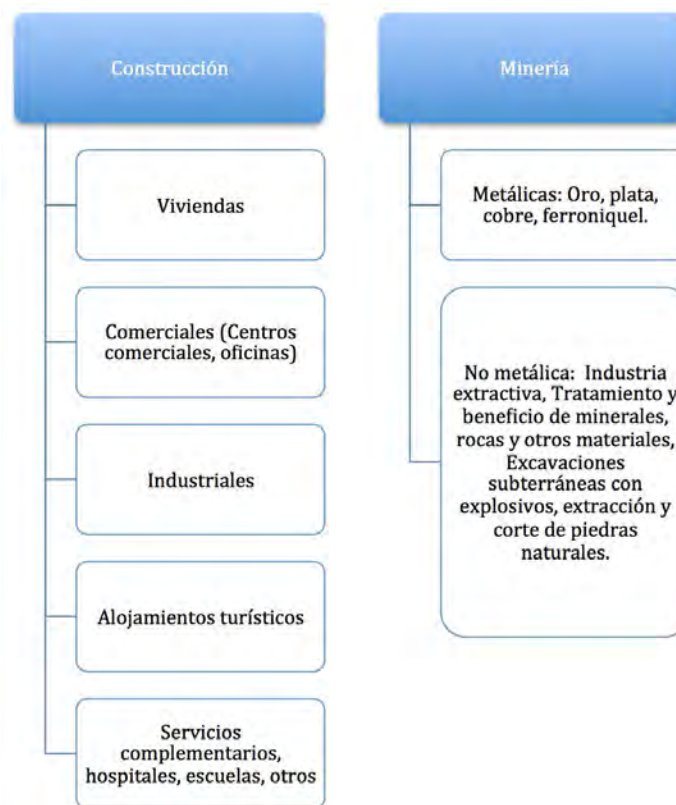 Construcción
Viviendas
Comerciales (Centros
comerciales, oficinas)
Industriales
Alojamientos turísticos
Servicios
complementarios,
hospitales, escuelas, otros
Minería
Metálicas: Oro, plata,
cobre, ferroniquel.
No metálica: Industria
extractiva, Tratamiento y
beneficio de minerales,
rocas y otros materiales,
Excavaciones
subterráneas con
explosivos, extracción y
corte de piedras
naturales.